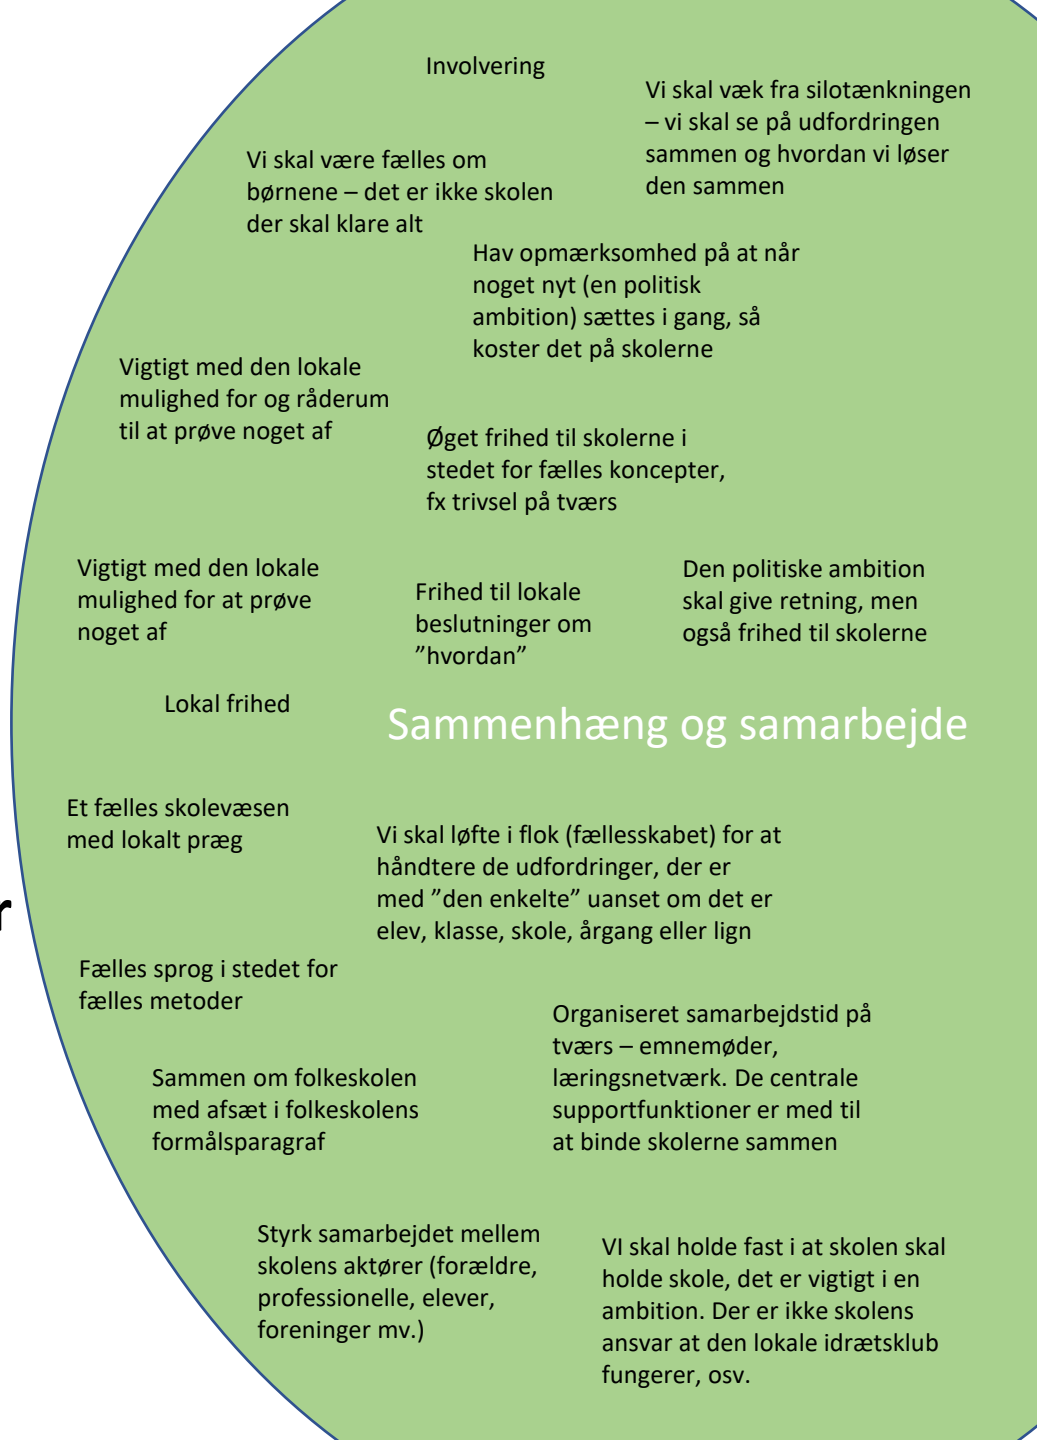 Involvering
Vi skal væk fra silotænkningen
– vi skal se på udfordringen
sammen og hvordan vi løser
den sammen
Vi skal være fælles om
børnene – det er ikke skolen
der skal klare alt
Hav opmærksomhed på at når
noget nyt (en politisk
ambition) sættes i gang, så
koster det på skolerne
Vigtigt med den lokale
mulighed for og råderum
til at prøve noget af
Øget frihed til skolerne i
stedet for fælles koncepter,
fx trivsel på tværs
Vigtigt med den lokale
mulighed for at prøve
noget af
Frihed til lokale
beslutninger om
”hvordan”
Den politiske ambition
skal give retning, men
også frihed til skolerne
Lokal frihed
Sammenhæng og samarbejde
Et fælles skolevæsen
med lokalt præg
Vi skal løfte i flok (fællesskabet) for at
håndtere de udfordringer, der er
med ”den enkelte” uanset om det er
elev, klasse, skole, årgang eller lign
r
Fælles sprog i stedet for
fælles metoder
Organiseret samarbejdstid på
tværs – emnemøder,
læringsnetværk. De centrale
supportfunktioner er med til
at binde skolerne sammen
Sammen om folkeskolen
med afsæt i folkeskolens
formålsparagraf
Styrk samarbejdet mellem
skolens aktører (forældre,
professionelle, elever,
foreninger mv.)
VI skal holde fast i at skolen skal
holde skole, det er vigtigt i en
ambition. Der er ikke skolens
ansvar at den lokale idrætsklub
fungerer, osv.